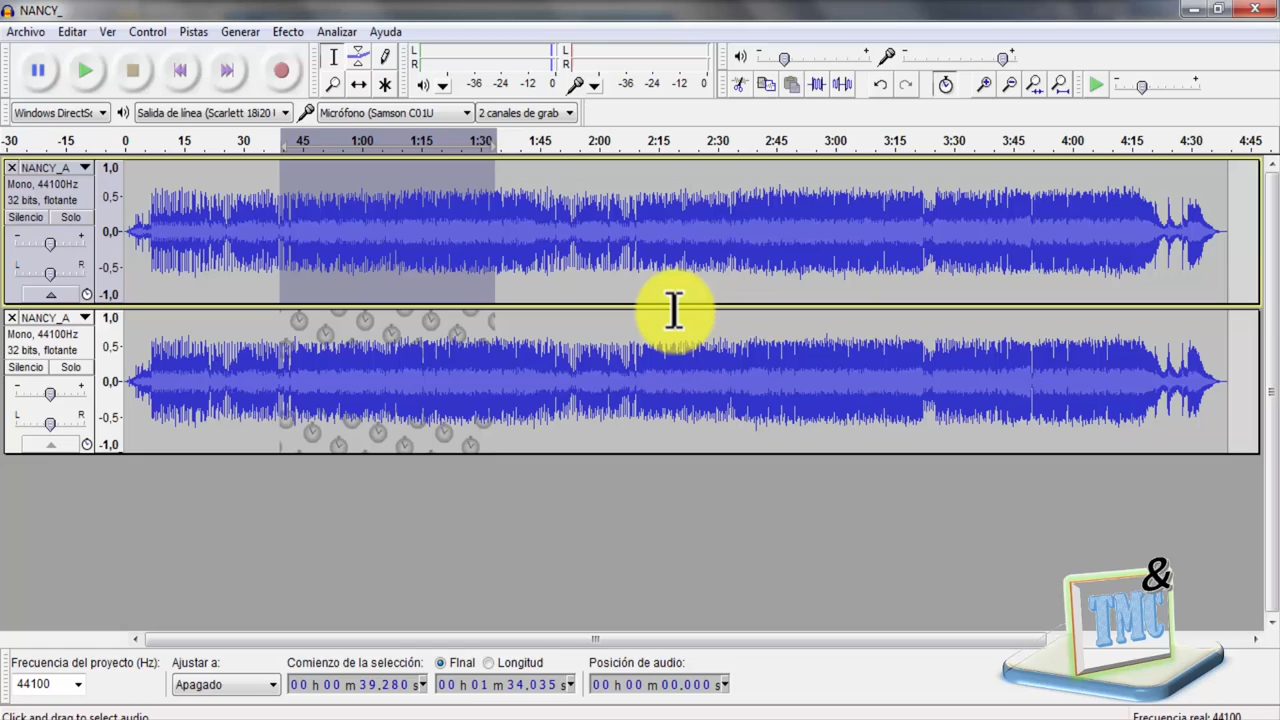 NANCY_
Archivo Editar Ver Control Pistas Generar Efecto Analizar Ayuda
L
R
-36 -24 -12 0
L
R
-36 -24 -12 0
Windows DirectSc Salida de línea (Scarlett 18i20 Micrófono (Samson C01U 2 canales de grab
-30 -15 0 15 30 45 1:00 1:15 1:30 1:45 2:00 2:15 2:30 2:45 3:00 3:15 3:30 3:45 4:00 4:15 4:30 4:45
NANCY_A
Mono, 44100Hz
32 bits, flotante
Silencio Solo
- +
L R
1,0
0,5
0,0
-0,5
-1,0
NANCY_A
Mono, 44100Hz
32 bits, flotante
Silencio Solo
- +
L R
1,0
0,5
0,0
-0,5
-1,0
&
TMC
Frecuencia del proyecto (Hz): Ajustar a: Comienzo de la selección: FInal Longitud Posición de audio:
44100 Apagado 00 h 00 m 39,280 s 00 h 01 m 34.035 s 00 h 00 m 00.000 s
Click and drag to select audio Frecuencia real: 44100